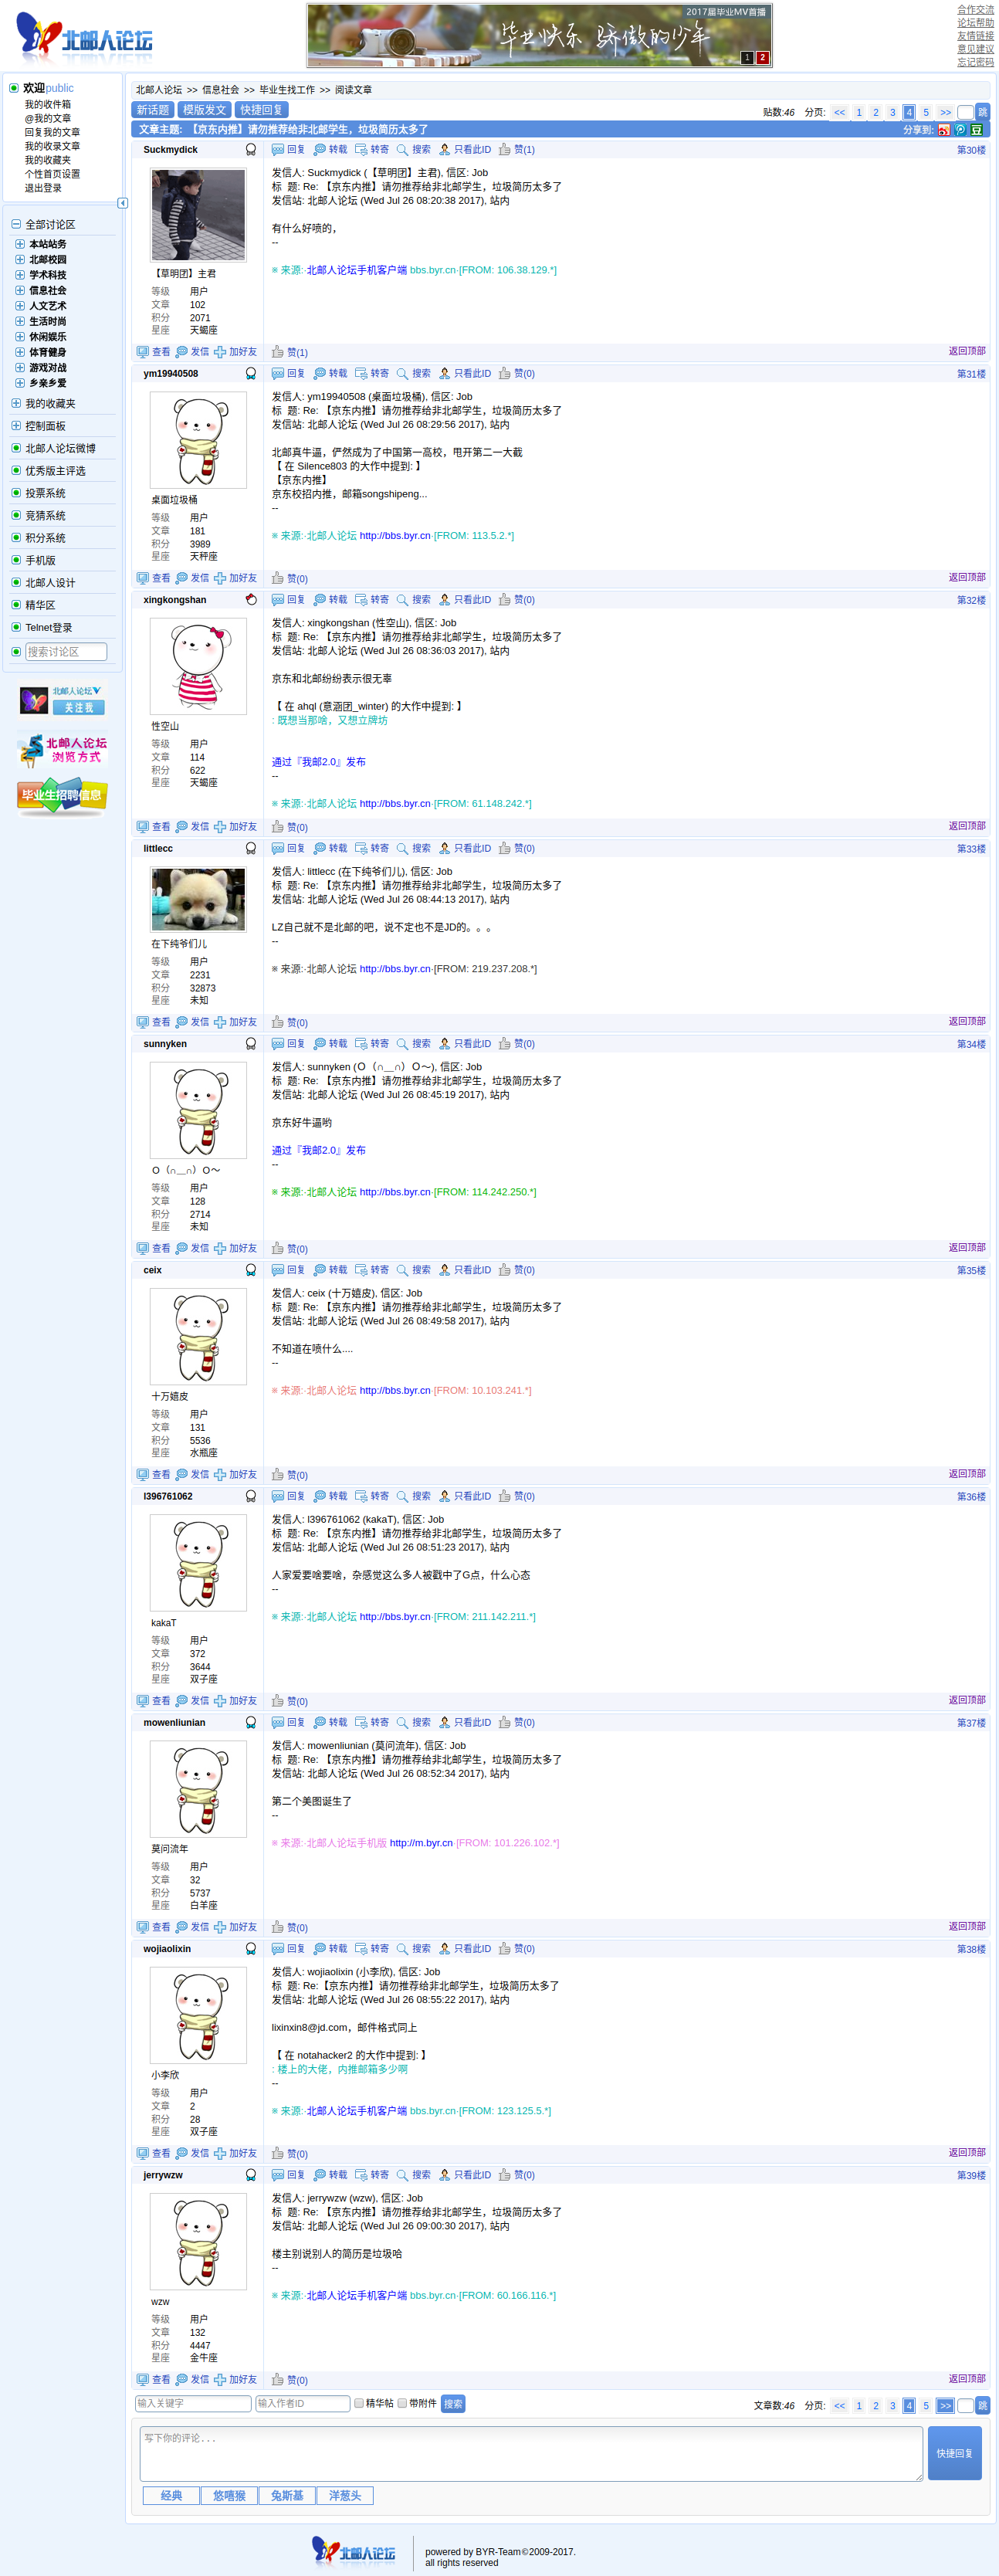 北邮人论坛
2017届毕业MV首播
毕业快乐 骄傲的少年
1 2
合作交流
论坛帮助
友情链接
意见建议
忘记密码
欢迎public
我的收件箱
@我的文章
回复我的文章
我的收录文章
我的收藏夹
个性首页设置
退出登录
全部讨论区
本站站务
北邮校园
学术科技
信息社会
人文艺术
生活时尚
休闲娱乐
体育健身
游戏对战
乡亲乡爱
我的收藏夹
控制面板
北邮人论坛微博
优秀版主评选
投票系统
竞猜系统
积分系统
手机版
北邮人设计
精华区
Telnet登录
搜索讨论区
北邮人论坛
关注我
北邮人论坛
浏览方式
毕业生招聘信息
北邮人论坛 >> 信息社会 >> 毕业生找工作 >> 阅读文章
新话题 模版发文 快捷回复
贴数:46 分页: << 1 2 3 4 5 >> 跳
文章主题: 【京东内推】请勿推荐给非北邮学生，垃圾简历太多了
分享到:
Suckmydick
回复 转载 转寄 搜索 只看此ID 赞(1)
第30楼
【草明团】主君
等级 用户
文章 102
积分 2071
星座 天蝎座
发信人: Suckmydick (【草明团】主君), 信区: Job
标 题: Re: 【京东内推】请勿推荐给非北邮学生，垃圾简历太多了
发信站: 北邮人论坛 (Wed Jul 26 08:20:38 2017), 站内
有什么好喷的，
--
※ 来源:·北邮人论坛手机客户端 bbs.byr.cn·[FROM: 106.38.129.*]
查看 发信 加好友 赞(1)
返回顶部
ym19940508
回复 转载 转寄 搜索 只看此ID 赞(0)
第31楼
桌面垃圾桶
等级 用户
文章 181
积分 3989
星座 天秤座
发信人: ym19940508 (桌面垃圾桶), 信区: Job
标 题: Re: 【京东内推】请勿推荐给非北邮学生，垃圾简历太多了
发信站: 北邮人论坛 (Wed Jul 26 08:29:56 2017), 站内
北邮真牛逼，俨然成为了中国第一高校，甩开第二一大截
【 在 Silence803 的大作中提到: 】
【京东内推】
京东校招内推，邮箱songshipeng...
--
※ 来源:·北邮人论坛 http://bbs.byr.cn·[FROM: 113.5.2.*]
查看 发信 加好友 赞(0)
返回顶部
xingkongshan
回复 转载 转寄 搜索 只看此ID 赞(0)
第32楼
性空山
等级 用户
文章 114
积分 622
星座 天蝎座
发信人: xingkongshan (性空山), 信区: Job
标 题: Re: 【京东内推】请勿推荐给非北邮学生，垃圾简历太多了
发信站: 北邮人论坛 (Wed Jul 26 08:36:03 2017), 站内
京东和北邮纷纷表示很无辜
【 在 ahql (意涵团_winter) 的大作中提到: 】
: 既想当那啥，又想立牌坊
通过『我邮2.0』发布
--
※ 来源:·北邮人论坛 http://bbs.byr.cn·[FROM: 61.148.242.*]
查看 发信 加好友 赞(0)
返回顶部
littlecc
回复 转载 转寄 搜索 只看此ID 赞(0)
第33楼
在下纯爷们儿
等级 用户
文章 2231
积分 32873
星座 未知
发信人: littlecc (在下纯爷们儿), 信区: Job
标 题: Re: 【京东内推】请勿推荐给非北邮学生，垃圾简历太多了
发信站: 北邮人论坛 (Wed Jul 26 08:44:13 2017), 站内
LZ自己就不是北邮的吧，说不定也不是JD的。。。
--
※ 来源:·北邮人论坛 http://bbs.byr.cn·[FROM: 219.237.208.*]
查看 发信 加好友 赞(0)
返回顶部
sunnyken
回复 转载 转寄 搜索 只看此ID 赞(0)
第34楼
Ｏ（∩＿∩）Ｏ～
等级 用户
文章 128
积分 2714
星座 未知
发信人: sunnyken (Ｏ（∩＿∩）Ｏ～), 信区: Job
标 题: Re: 【京东内推】请勿推荐给非北邮学生，垃圾简历太多了
发信站: 北邮人论坛 (Wed Jul 26 08:45:19 2017), 站内
京东好牛逼哟
通过『我邮2.0』发布
--
※ 来源:·北邮人论坛 http://bbs.byr.cn·[FROM: 114.242.250.*]
查看 发信 加好友 赞(0)
返回顶部
ceix
回复 转载 转寄 搜索 只看此ID 赞(0)
第35楼
十万嬉皮
等级 用户
文章 131
积分 5536
星座 水瓶座
发信人: ceix (十万嬉皮), 信区: Job
标 题: Re: 【京东内推】请勿推荐给非北邮学生，垃圾简历太多了
发信站: 北邮人论坛 (Wed Jul 26 08:49:58 2017), 站内
不知道在喷什么....
--
※ 来源:·北邮人论坛 http://bbs.byr.cn·[FROM: 10.103.241.*]
查看 发信 加好友 赞(0)
返回顶部
l396761062
回复 转载 转寄 搜索 只看此ID 赞(0)
第36楼
kakaT
等级 用户
文章 372
积分 3644
星座 双子座
发信人: l396761062 (kakaT), 信区: Job
标 题: Re: 【京东内推】请勿推荐给非北邮学生，垃圾简历太多了
发信站: 北邮人论坛 (Wed Jul 26 08:51:23 2017), 站内
人家爱要啥要啥，杂感觉这么多人被戳中了G点，什么心态
--
※ 来源:·北邮人论坛 http://bbs.byr.cn·[FROM: 211.142.211.*]
查看 发信 加好友 赞(0)
返回顶部
mowenliunian
回复 转载 转寄 搜索 只看此ID 赞(0)
第37楼
莫问流年
等级 用户
文章 32
积分 5737
星座 白羊座
发信人: mowenliunian (莫问流年), 信区: Job
标 题: Re: 【京东内推】请勿推荐给非北邮学生，垃圾简历太多了
发信站: 北邮人论坛 (Wed Jul 26 08:52:34 2017), 站内
第二个美图诞生了
--
※ 来源:·北邮人论坛手机版 http://m.byr.cn·[FROM: 101.226.102.*]
查看 发信 加好友 赞(0)
返回顶部
wojiaolixin
回复 转载 转寄 搜索 只看此ID 赞(0)
第38楼
小李欣
等级 用户
文章 2
积分 28
星座 双子座
发信人: wojiaolixin (小李欣), 信区: Job
标 题: Re:【京东内推】请勿推荐给非北邮学生，垃圾简历太多了
发信站: 北邮人论坛 (Wed Jul 26 08:55:22 2017), 站内
lixinxin8@jd.com，邮件格式同上
【 在 notahacker2 的大作中提到: 】
: 楼上的大佬，内推邮箱多少啊
--
※ 来源:·北邮人论坛手机客户端 bbs.byr.cn·[FROM: 123.125.5.*]
查看 发信 加好友 赞(0)
返回顶部
jerrywzw
回复 转载 转寄 搜索 只看此ID 赞(0)
第39楼
wzw
等级 用户
文章 132
积分 4447
星座 金牛座
发信人: jerrywzw (wzw), 信区: Job
标 题: Re: 【京东内推】请勿推荐给非北邮学生，垃圾简历太多了
发信站: 北邮人论坛 (Wed Jul 26 09:00:30 2017), 站内
楼主别说别人的简历是垃圾哈
--
※ 来源:·北邮人论坛手机客户端 bbs.byr.cn·[FROM: 60.166.116.*]
查看 发信 加好友 赞(0)
返回顶部
输入关键字 输入作者ID 精华帖 带附件 搜索
文章数:46 分页: << 1 2 3 4 5 >> 跳
写下你的评论...
快捷回复
经典 悠嘻猴 兔斯基 洋葱头
北邮人论坛
powered by BYR-Team©2009-2017.
all rights reserved